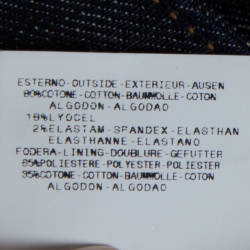 ESTERNO-OUTSIDE-EXTERIEUR-AUSEN
80%COTONE-COTTON-BAUMWOLLE-COTON
ALGODON-ALGODAO
18%LYOCEL
2%ELASTAM-SPANDEX-ELASTHAN
ELASTHANNE-ELASTANO
FODERA-LINING-DOUBLURE-GEFUTTER
65%POLIESTERE-POLYESTER-POLIESTER
35%COTONE-COTTON-BAUMWOLLE-COTON
ALGODON-ALGODAO